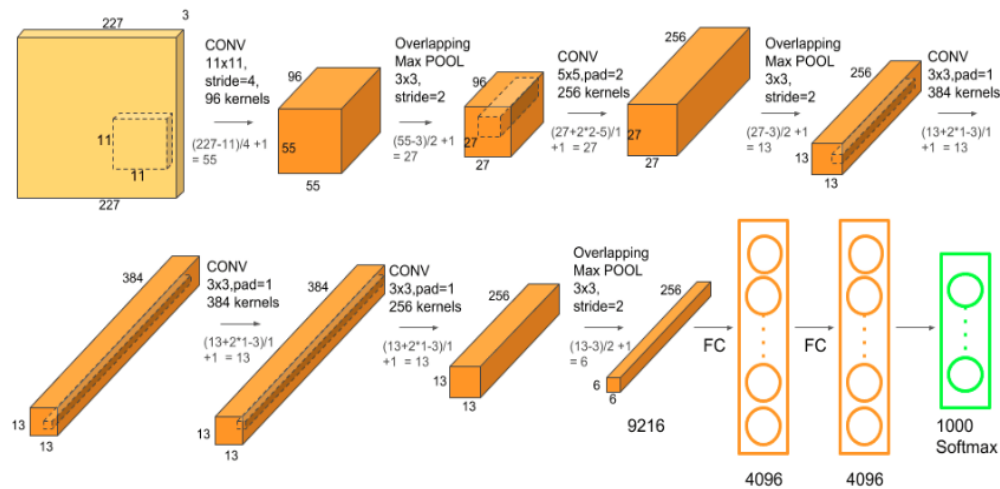 227
3
11
11
227
CONV
11x11,
stride=4,
96 kernels
(227-11)/4 +1
= 55
96
55
55
Overlapping
Max POOL
3x3,
stride=2
(55-3)/2 +1
= 27
96
27
27
CONV
5x5,pad=2
256 kernels
(27+2*2-5)/1
+1 = 27
256
27
27
Overlapping
Max POOL
3x3,
stride=2
(27-3)/2 +1
= 13
256
13
13
CONV
3x3,pad=1
384 kernels
(13+2*1-3)/1
+1 = 13
384
13
13
CONV
3x3,pad=1
384 kernels
(13+2*1-3)/1
+1 = 13
384
13
13
CONV
3x3,pad=1
256 kernels
(13+2*1-3)/1
+1 = 13
256
13
13
Overlapping
Max POOL
3x3,
stride=2
(13-3)/2 +1
= 6
256
6
6
9216
FC
4096
FC
4096
1000
Softmax